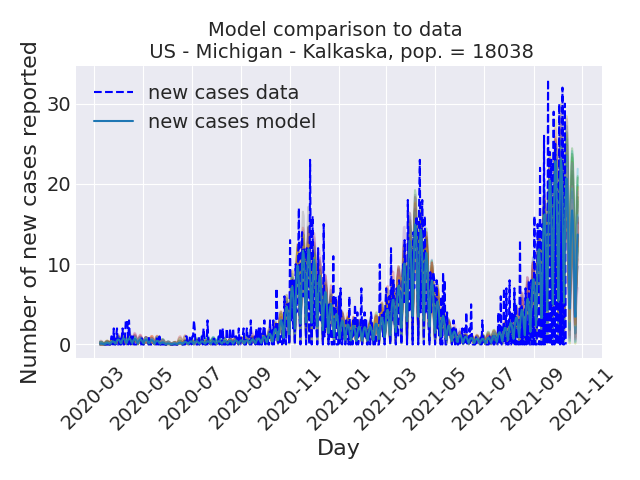 Model comparison to data
US - Michigan - Kalkaska, pop. = 18038
Number of new cases reported
30
20
10
0
new cases data
new cases model
2020-03
2020-05
2020-07
2020-09
2020-11
2021-01
2021-03
2021-05
2021-07
2021-09
2021-11
Day